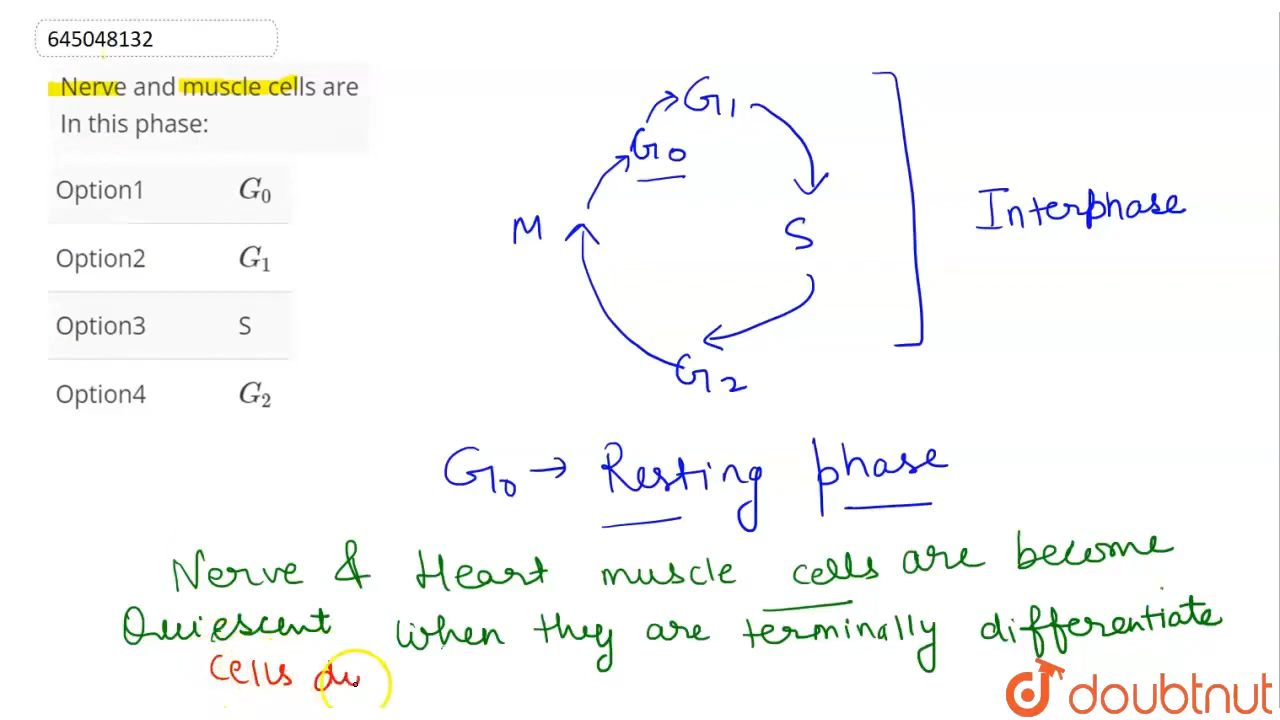 645048132
Nerve and muscle cells are
In this phase:
Option1 G₀
Option2 G₁
Option3 S
Option4 G₂
G₁
G₀
M
S
G₂
Interphase
G₀ → Resting phase
Nerve & Heart muscle cells are become
Quiescent when they are terminally differentiate
cells du
doubtnut